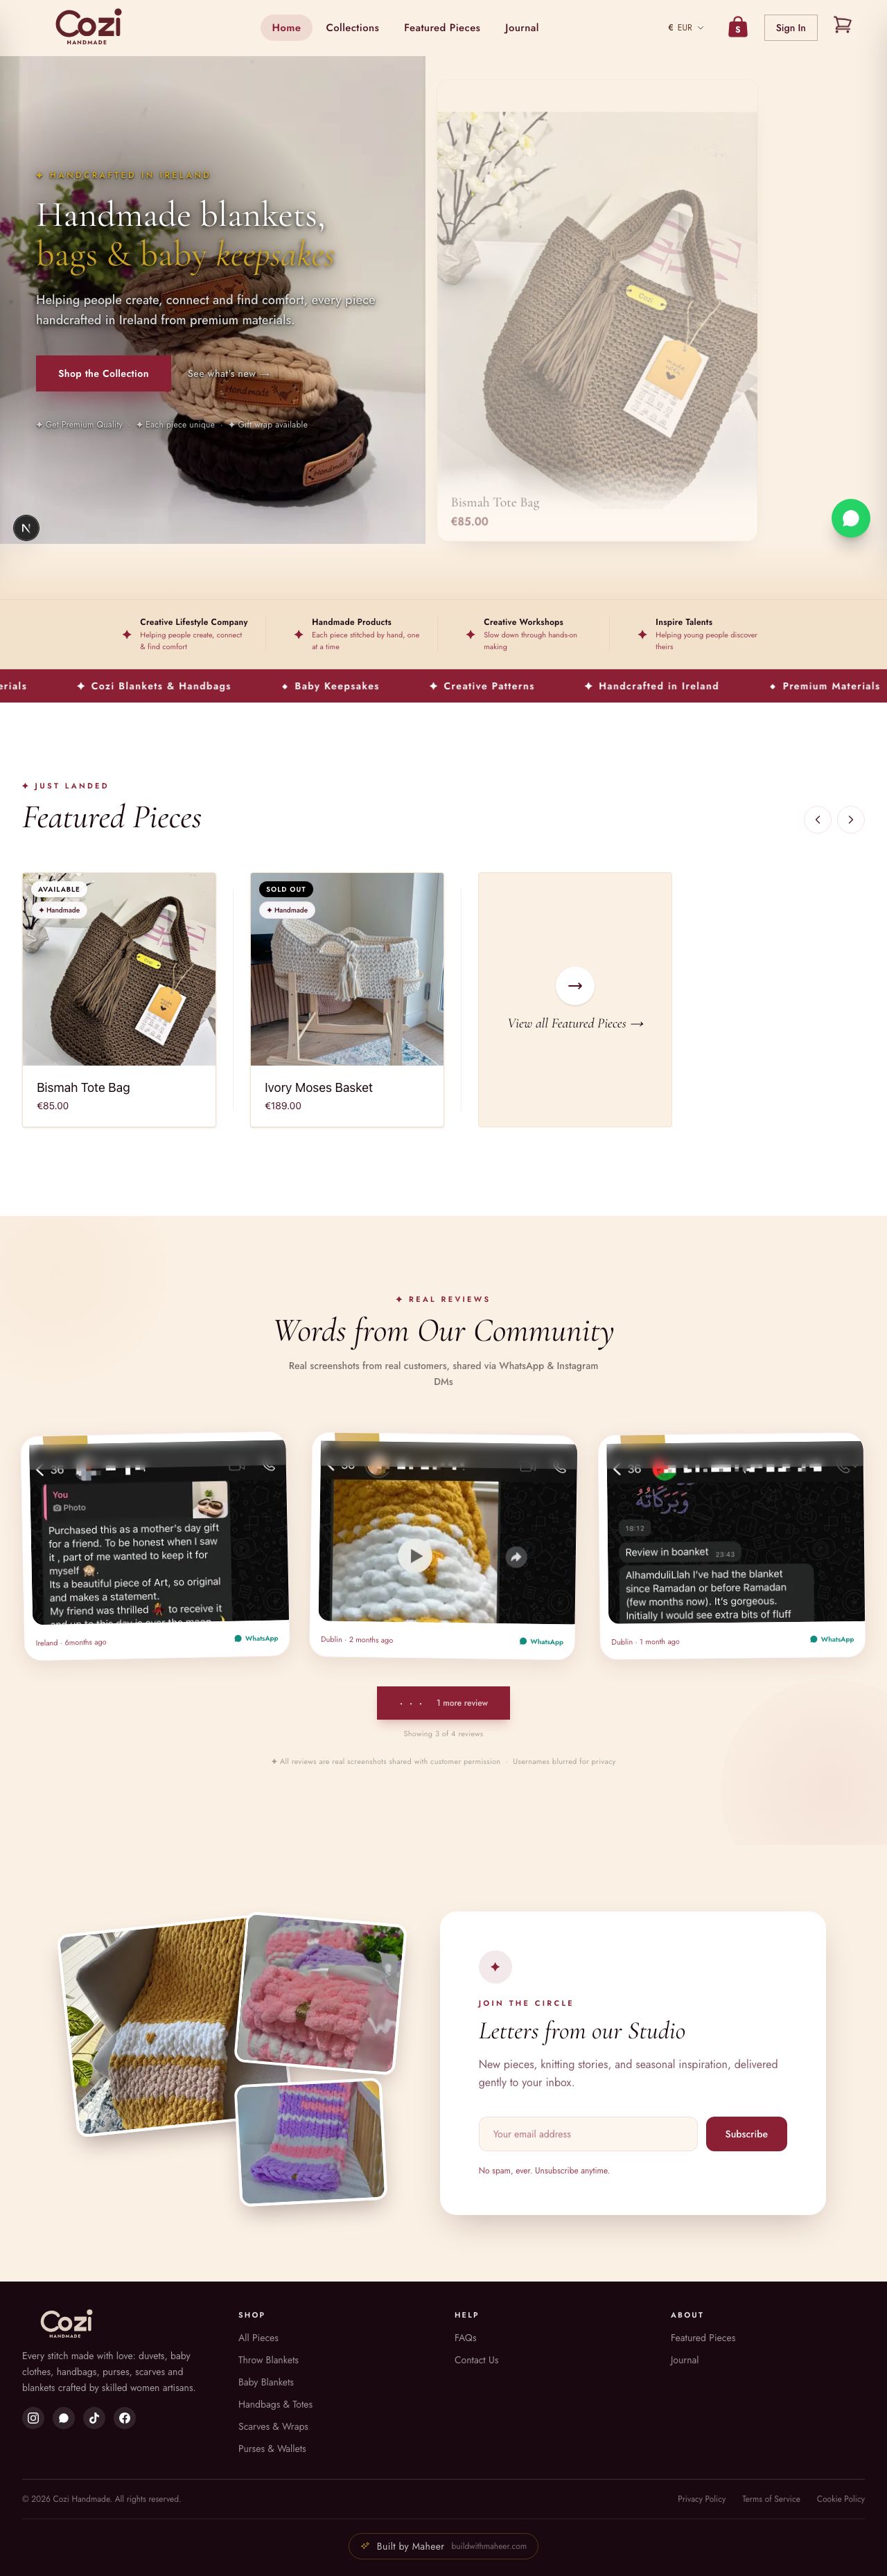 Cozi
HANDMADE
Home
Collections
Featured Pieces
Journal
€ EUR
S
Sign In
✦ HANDCRAFTED IN IRELAND
Handmade blankets,
bags & baby keepsakes
Helping people create, connect and find comfort, every piece
handcrafted in Ireland from premium materials.
Shop the Collection
See what's new →
✦ Get Premium Quality
✦ Each piece unique
✦ Gift wrap available
Handmade
Cozi
Bismah Tote Bag
€85.00
N
Creative Lifestyle Company
Helping people create, connect
& find comfort
Handmade Products
Each piece stitched by hand, one
at a time
Creative Workshops
Slow down through hands-on
making
Inspire Talents
Helping young people discover
theirs
erials
✦ Cozi Blankets & Handbags
◆ Baby Keepsakes
✦ Creative Patterns
✦ Handcrafted in Ireland
◆ Premium Materials
✦ JUST LANDED
Featured Pieces
AVAILABLE
✦ Handmade
Bismah Tote Bag
€85.00
SOLD OUT
✦ Handmade
Ivory Moses Basket
€189.00
→
View all Featured Pieces →
✦ REAL REVIEWS
Words from Our Community
Real screenshots from real customers, shared via WhatsApp & Instagram
DMs
36
You
Photo
Purchased this as a mother's day gift
for a friend. To be honest when I saw
it , part of me wanted to keep it for
myself 🙈.
Its a beautiful piece of Art, so original
and makes a statement.
My friend was thrilled 💃 to receive it
and up to this day is over the moon
Ireland · 6months ago
WhatsApp
36
Dublin · 2 months ago
WhatsApp
36
وَبَرَكَاتُهُ
18:12
Review in boanket 23:43
AlhamduliLlah I've had the blanket
since Ramadan or before Ramadan
(few months now). It's gorgeous.
Initially I would see extra bits of fluff
Dublin · 1 month ago
WhatsApp
• • • 1 more review
Showing 3 of 4 reviews
✦ All reviews are real screenshots shared with customer permission · Usernames blurred for privacy
✦
JOIN THE CIRCLE
Letters from our Studio
New pieces, knitting stories, and seasonal inspiration, delivered
gently to your inbox.
Your email address
Subscribe
No spam, ever. Unsubscribe anytime.
Cozi
HANDMADE
Every stitch made with love: duvets, baby
clothes, handbags, purses, scarves and
blankets crafted by skilled women artisans.
SHOP
All Pieces
Throw Blankets
Baby Blankets
Handbags & Totes
Scarves & Wraps
Purses & Wallets
HELP
FAQs
Contact Us
ABOUT
Featured Pieces
Journal
© 2026 Cozi Handmade. All rights reserved.
Privacy Policy
Terms of Service
Cookie Policy
Built by Maheer buildwithmaheer.com